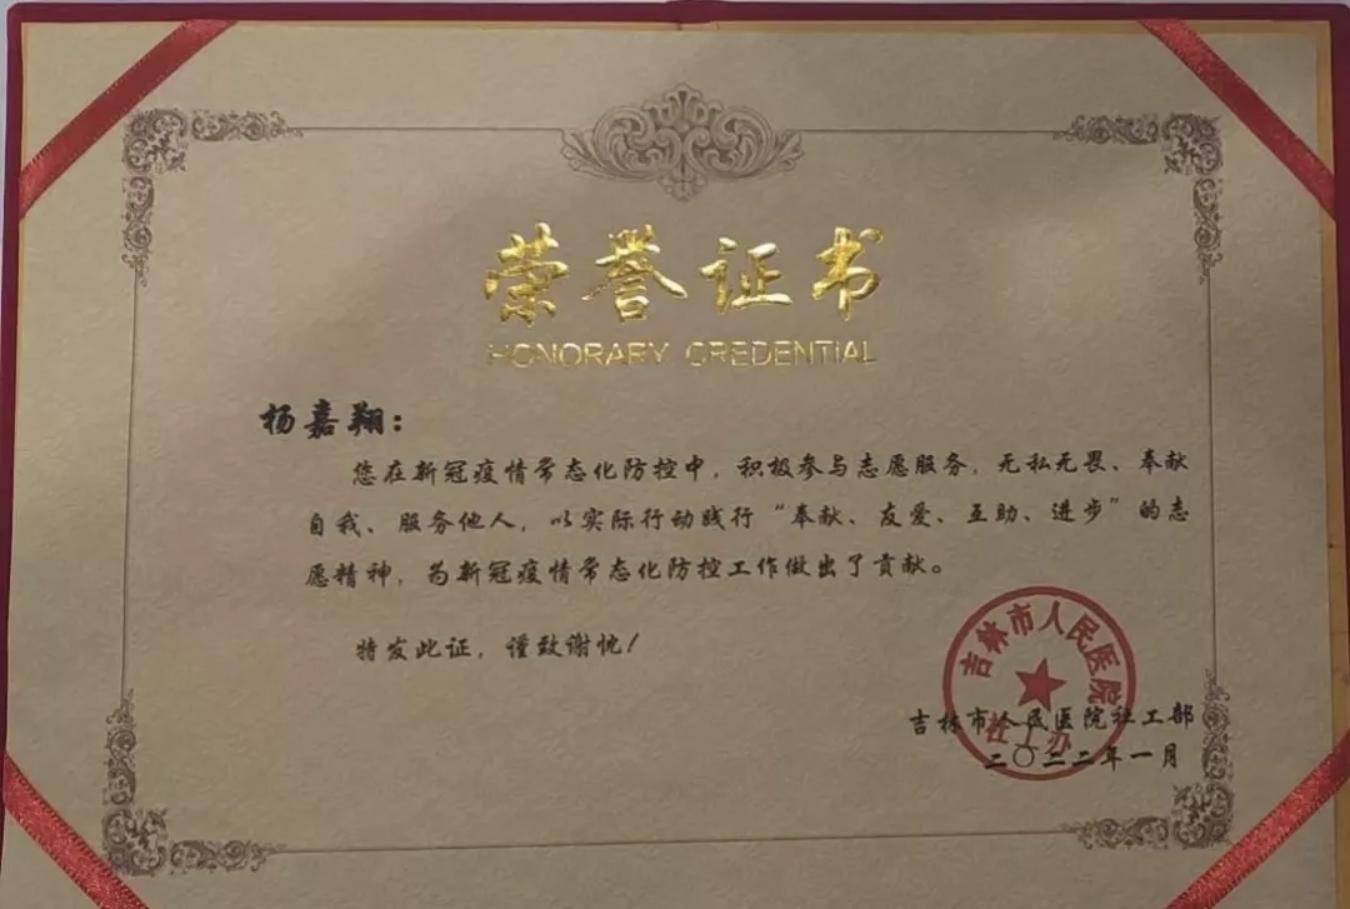 荣誉证书
HONORARY CREDENTIAL
杨嘉翔：
您在新冠疫情常态化防控中，积极参与志愿服务，无私无畏、奉献
自我、服务他人，以实际行动践行“奉献、友爱、互助、进步”的志
愿精神，为新冠疫情常态化防控工作做出了贡献。
特发此证，谨致谢忱！
吉林市人民医院
社工办
吉林市人民医院社工部
二〇二二年一月